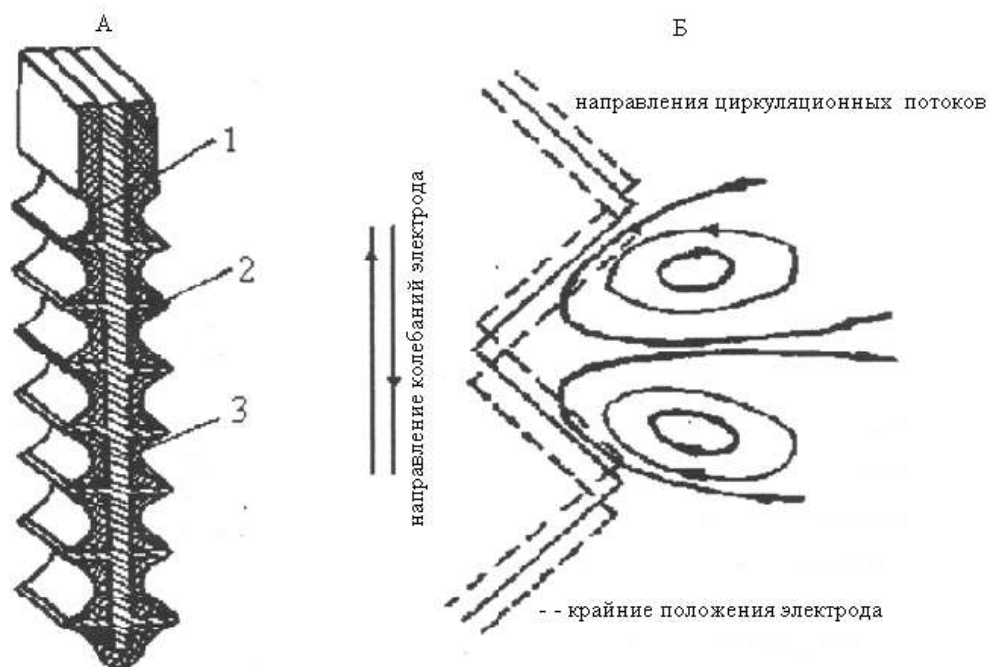 А
Б
направления циркуляционных потоков
1
2
3
направление колебаний электрода
- - крайние положения электрода